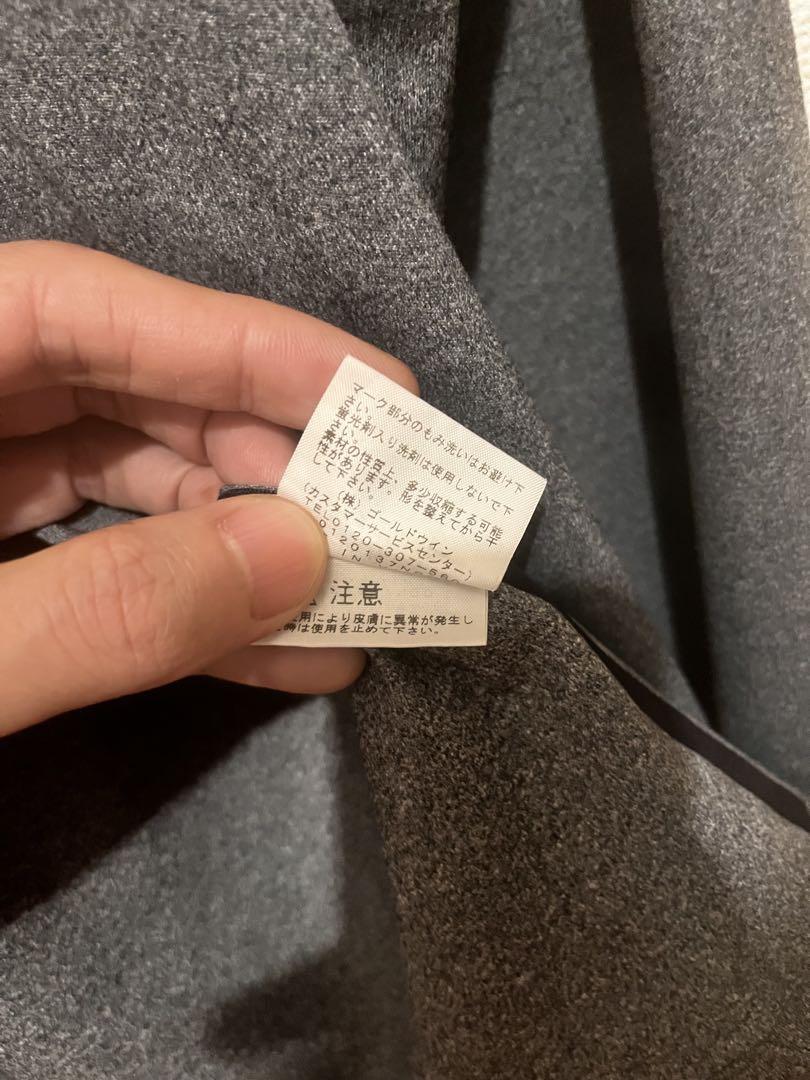 マーク部分のもみ洗いはお避け下
さい。
蛍光剤入り洗剤は使用しないで下
さい。
素材の性質上、多少収縮する可能
性があります。形を整えてから干
して下さい。
(株)ゴールドウイン
(カスタマーサービスセンター)
TEL0120-307-560
IN
注意
用により皮膚に異常が発生し
時は使用を止めて下さい。